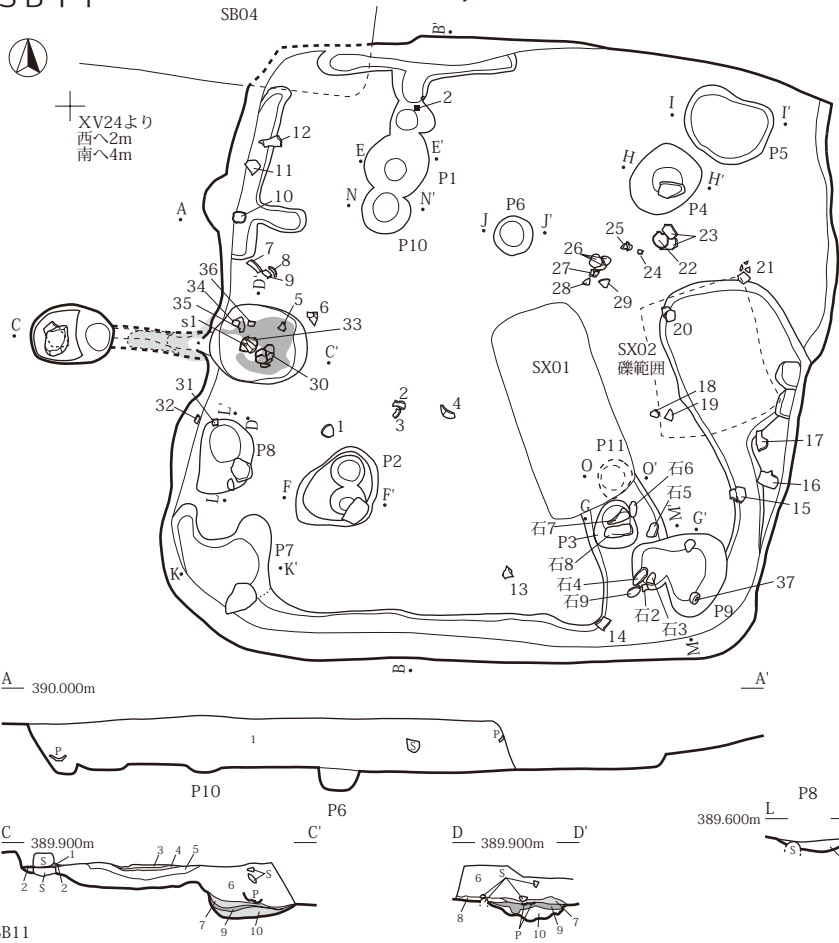 SB11
SB04
B'
XV24より
西へ2m
南へ4m
2
I
I'
12
E
E'
H
P5
11
P1
H'
10
N
N'
P6
P4
A
J
J'
P10
25
23
7
8
26
24
22
36
9
27
21
34
D'
28
29
35
5
6
s1
33
20
C
C'
SX01
SX02
礫範囲
30
31
2
18
32
L'
3
4
19
D
1
17
P8
P11
P2
O
O'
石6
16
F
F'
石5
15
L
G
M'
G'
石7
P3
P7
石8
K
K'
石4
37
13
石9
P9
石2
石3
14
M
B
A
390.000m
A'
P
1
S
P
P10
P6
P8
L
389.600m
S
C
389.900m
C'
D
389.900m
D'
S
1
3
4
5
S
6
S
2
S
2
6
P
7
9
10
8
P
10
9
7
SB11